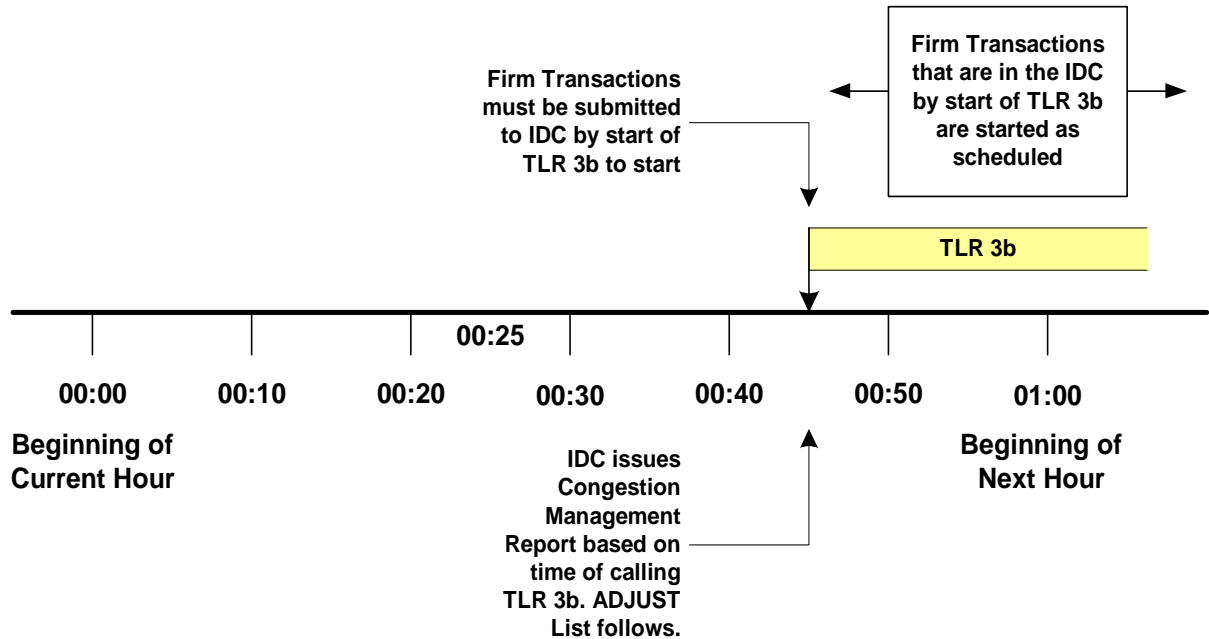 Firm Transactions
must be submitted
to IDC by start of
TLR 3b to start
Firm Transactions
that are in the IDC
by start of TLR 3b
are started as
scheduled
TLR 3b
00:25
00:00
00:10
00:20
00:30
00:40
00:50
01:00
Beginning of
Current Hour
IDC issues
Congestion
Management
Report based on
time of calling
TLR 3b. ADJUST
List follows.
Beginning of
Next Hour